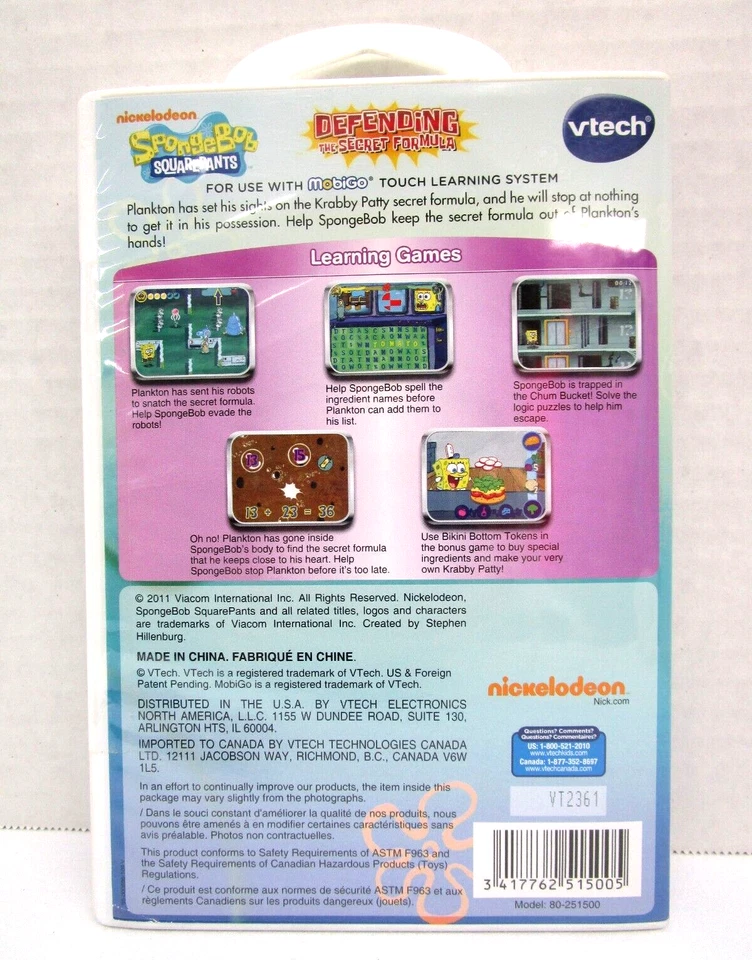 nickelodeon
SpongeBob
SQUAREPANTS
DEFENDING
THE SECRET FORMULA
vtech®
FOR USE WITH MobiGo® TOUCH LEARNING SYSTEM
Plankton has set his sights on the Krabby Patty secret formula, and he will stop at nothing
to get it in his possession. Help SpongeBob keep the secret formula out of Plankton's
hands!
Learning Games
Plankton has sent his robots
to snatch the secret formula.
Help SpongeBob evade the
robots!
Help SpongeBob spell the
ingredient names before
Plankton can add them to
his list.
SpongeBob is trapped in
the Chum Bucket! Solve the
logic puzzles to help him
escape.
13 15
13 + 23 = 36
Oh no! Plankton has gone inside
SpongeBob's body to find the secret formula
that he keeps close to his heart. Help
SpongeBob stop Plankton before it's too late.
Use Bikini Bottom Tokens in
the bonus game to buy special
ingredients and make your very
own Krabby Patty!
© 2011 Viacom International Inc. All Rights Reserved. Nickelodeon,
SpongeBob SquarePants and all related titles, logos and characters
are trademarks of Viacom International Inc. Created by Stephen
Hillenburg.
MADE IN CHINA. FABRIQUÉ EN CHINE.
© VTech. VTech is a registered trademark of VTech. US & Foreign
Patent Pending. MobiGo is a registered trademark of VTech.
DISTRIBUTED IN THE U.S.A. BY VTECH ELECTRONICS
NORTH AMERICA, L.L.C. 1155 W DUNDEE ROAD, SUITE 130,
ARLINGTON HTS, IL 60004.
IMPORTED TO CANADA BY VTECH TECHNOLOGIES CANADA
LTD. 12111 JACOBSON WAY, RICHMOND, B.C., CANADA V6W
1L5.
In an effort to continually improve our products, the item inside this
package may vary slightly from the photographs.
/ Dans le souci constant d'améliorer la qualité de nos produits, nous
pouvons être amenés à en modifier certaines caractéristiques sans
avis préalable. Photos non contractuelles.
This product conforms to Safety Requirements of ASTM F963 and
the Safety Requirements of Canadian Hazardous Products (Toys)
Regulations.
/ Ce produit est conforme aux normes de sécurité ASTM F963 et aux
règlements Canadiens sur les produits dangereux (jouets).
nickelodeon
Nick.com
Questions? Comments?
Questions? Commentaires?
US: 1-800-521-2010
www.vtechkids.com
Canada: 1-877-352-8697
www.vtechcanada.com
VT2361
3 417762 515005
Model: 80-251500